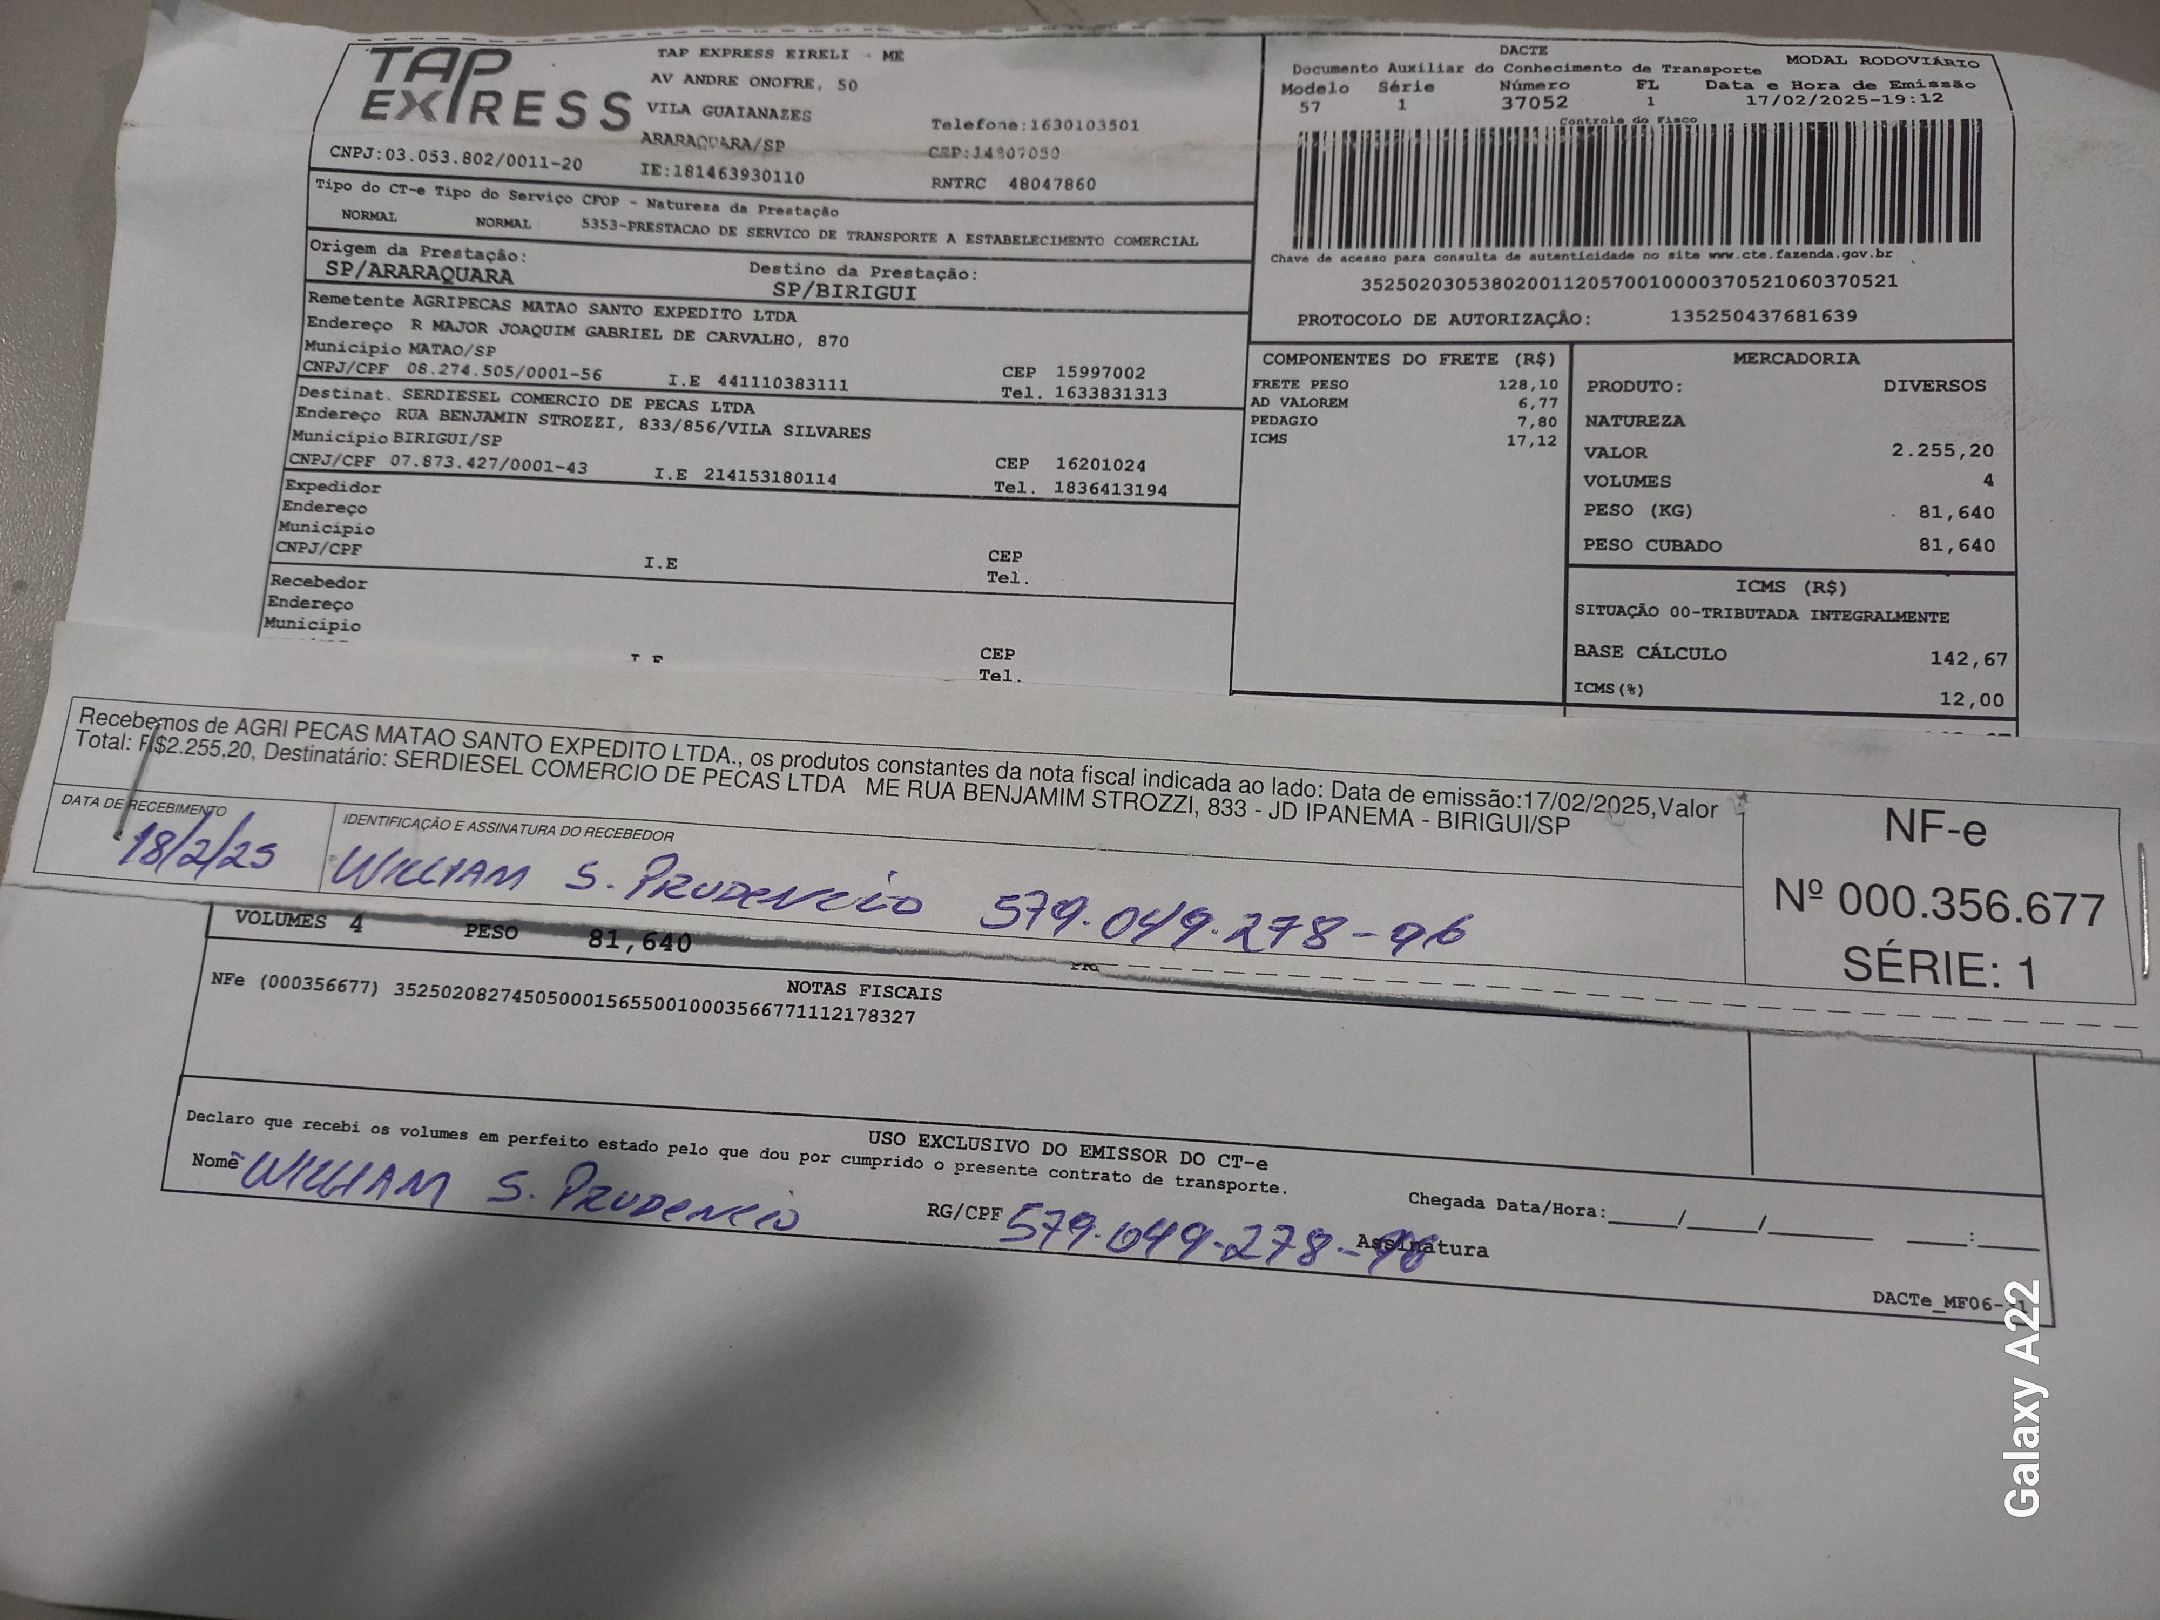 TAP EXPRESS
TAP EXPRESS EIRELI - ME
AV ANDRE ONOFRE, 50
VILA GUAIANAZES
Telefone:1630103501
ARARAQUARA/SP
CEP:14807050
CNPJ:03.053.802/0011-20
IE:181463930110
RNTRC 48047860
DACTE
MODAL RODOVIÁRIO
Documento Auxiliar do Conhecimento de Transporte
Modelo Série Número FL Data e Hora de Emissão
57 1 37052 1 17/02/2025-19:12
Controle do Fisco
Chave de acesso para consulta de autenticidade no site www.cte.fazenda.gov.br
35250203053802001120570010000370521060370521
PROTOCOLO DE AUTORIZAÇÃO: 135250437681639
Tipo do CT-e Tipo do Serviço CFOP - Natureza da Prestação
NORMAL NORMAL 5353-PRESTACAO DE SERVICO DE TRANSPORTE A ESTABELECIMENTO COMERCIAL
Origem da Prestação: Destino da Prestação:
SP/ARARAQUARA SP/BIRIGUI
Remetente AGRIPECAS MATAO SANTO EXPEDITO LTDA
Endereço R MAJOR JOAQUIM GABRIEL DE CARVALHO, 870
Município MATAO/SP
CEP 15997002
CNPJ/CPF 08.274.505/0001-56 I.E 441110383111 Tel. 1633831313
Destinat. SERDIESEL COMERCIO DE PECAS LTDA
Endereço RUA BENJAMIN STROZZI, 833/856/VILA SILVARES
Município BIRIGUI/SP
CEP 16201024
CNPJ/CPF 07.873.427/0001-43 I.E 214153180114 Tel. 1836413194
Expedidor
Endereço
Município
CEP
CNPJ/CPF I.E Tel.
Recebedor
Endereço
Município
CEP
I E Tel.
COMPONENTES DO FRETE (R$)
FRETE PESO 128,10
AD VALOREM 6,77
PEDAGIO 7,80
ICMS 17,12
MERCADORIA
PRODUTO: DIVERSOS
NATUREZA
VALOR 2.255,20
VOLUMES 4
PESO (KG) 81,640
PESO CUBADO 81,640
ICMS (R$)
SITUAÇÃO 00-TRIBUTADA INTEGRALMENTE
BASE CÁLCULO 142,67
ICMS(%) 12,00
Recebemos de AGRI PECAS MATAO SANTO EXPEDITO LTDA., os produtos constantes da nota fiscal indicada ao lado: Data de emissão:17/02/2025,Valor
Total: R$2.255,20, Destinatário: SERDIESEL COMERCIO DE PECAS LTDA ME RUA BENJAMIM STROZZI, 833 - JD IPANEMA - BIRIGUI/SP
DATA DE RECEBIMENTO IDENTIFICAÇÃO E ASSINATURA DO RECEBEDOR
18/2/25 WILLIAM S. PRUDENCIO 579.049.278-96
NF-e
Nº 000.356.677
SÉRIE: 1
VOLUMES 4 PESO 81,640
NOTAS FISCAIS
NFe (000356677) 35250208274505000156550010003566771112178327
USO EXCLUSIVO DO EMISSOR DO CT-e
Declaro que recebi os volumes em perfeito estado pelo que dou por cumprido o presente contrato de transporte.
Nome WILLIAM S. PRUDENCIO RG/CPF 579.049.278-96 Assinatura
Chegada Data/Hora:____/____/______ ___:___
DACTe_MF06-
Galaxy A22